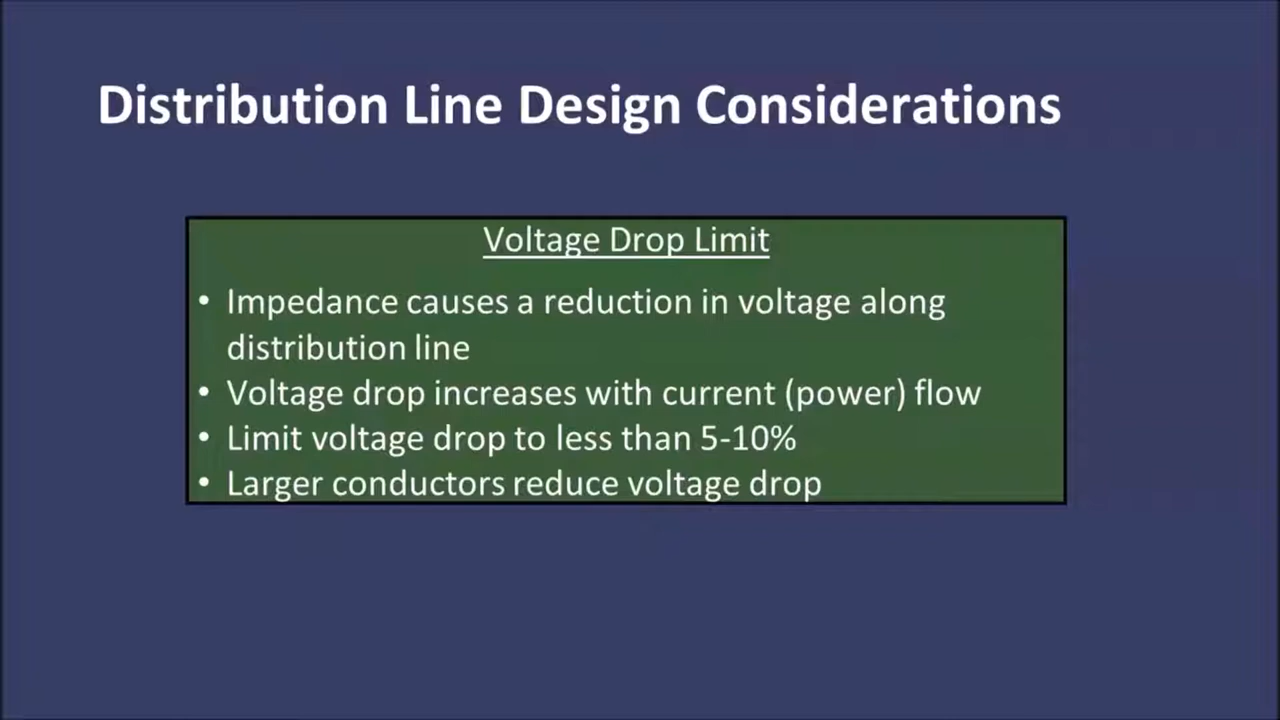 Distribution Line Design Considerations
Voltage Drop Limit
• Impedance causes a reduction in voltage along
distribution line
• Voltage drop increases with current (power) flow
• Limit voltage drop to less than 5-10%
• Larger conductors reduce voltage drop